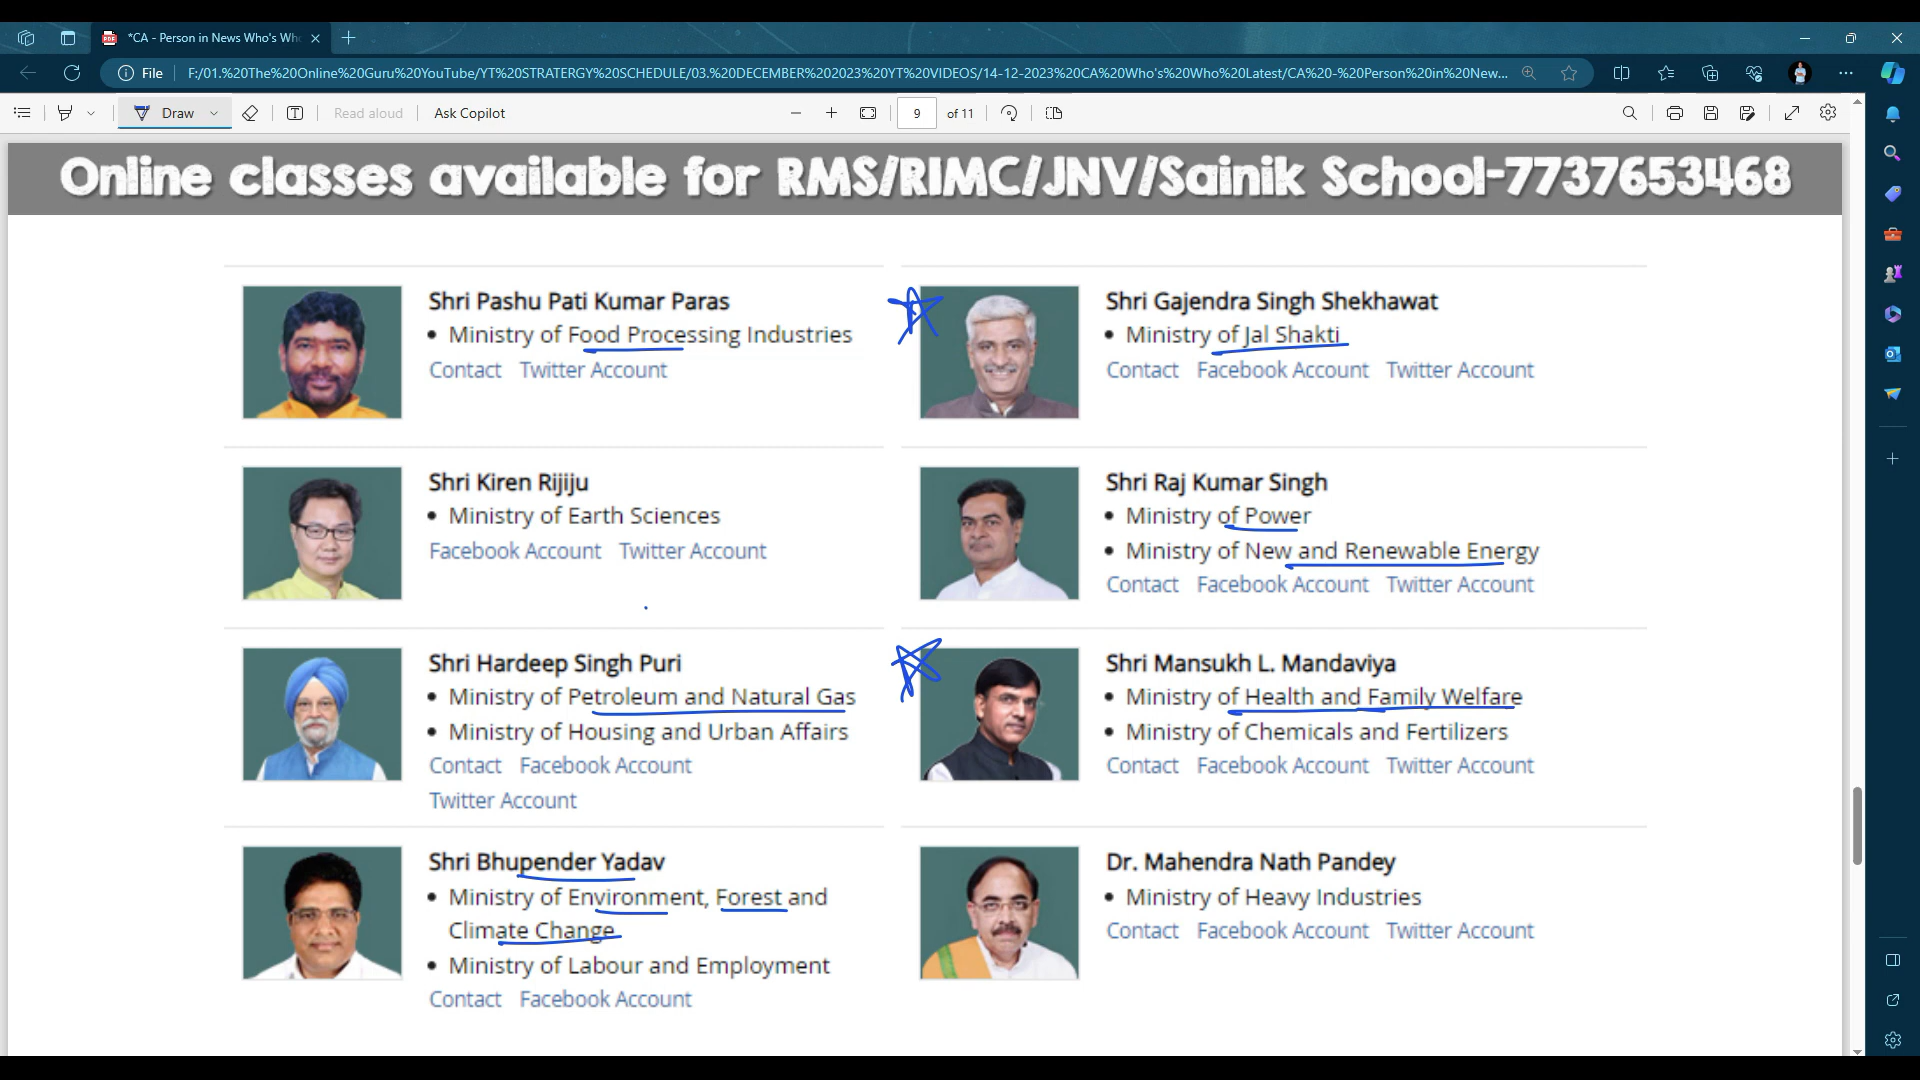 *CA - Person in News Who's Who
File
F:/01.%20The%20Online%20Guru%20YouTube/YT%20STRATERGY%20SCHEDULE/03.%20DECEMBER%202023%20YT%20VIDEOS/14-12-2023%20CA%20Who's%20Who%20Latest/CA%20-%20Person%20in%20New...
Draw
Read aloud
Ask Copilot
9 of 11
Online classes available for RMS/RIMC/JNV/Sainik School-7737653468
Shri Pashu Pati Kumar Paras
• Ministry of Food Processing Industries
Contact Twitter Account
Shri Gajendra Singh Shekhawat
• Ministry of Jal Shakti
Contact Facebook Account Twitter Account
Shri Kiren Rijiju
• Ministry of Earth Sciences
Facebook Account Twitter Account
Shri Raj Kumar Singh
• Ministry of Power
• Ministry of New and Renewable Energy
Contact Facebook Account Twitter Account
Shri Hardeep Singh Puri
• Ministry of Petroleum and Natural Gas
• Ministry of Housing and Urban Affairs
Contact Facebook Account
Twitter Account
Shri Mansukh L. Mandaviya
• Ministry of Health and Family Welfare
• Ministry of Chemicals and Fertilizers
Contact Facebook Account Twitter Account
Shri Bhupender Yadav
• Ministry of Environment, Forest and
Climate Change
• Ministry of Labour and Employment
Contact Facebook Account
Dr. Mahendra Nath Pandey
• Ministry of Heavy Industries
Contact Facebook Account Twitter Account